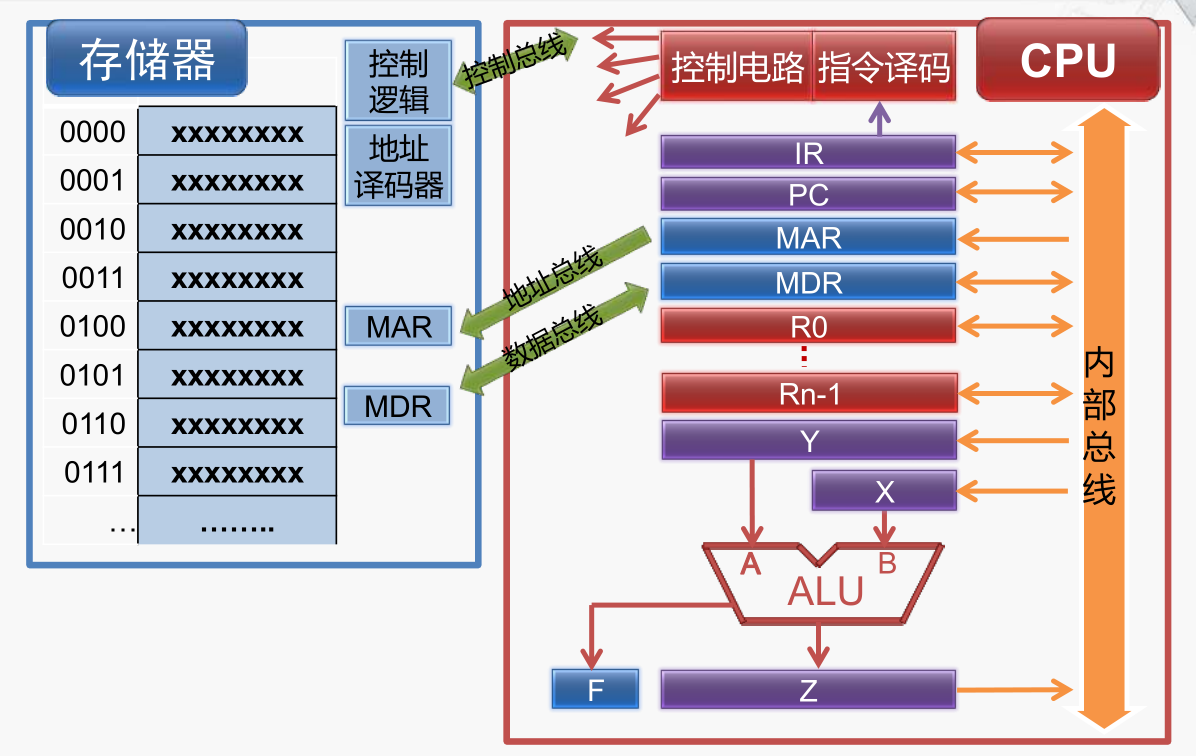 存储器
控制
逻辑
地址
译码器
0000 xxxxxxxx
0001 xxxxxxxx
0010 xxxxxxxx
0011 xxxxxxxx
0100 xxxxxxxx
0101 xxxxxxxx
0110 xxxxxxxx
0111 xxxxxxxx
… ……..
MAR
MDR
控制总线
地址总线
数据总线
控制电路 指令译码
CPU
IR
PC
MAR
MDR
R0
⋮
Rn-1
Y
X
A B
ALU
F
Z
内
部
总
线